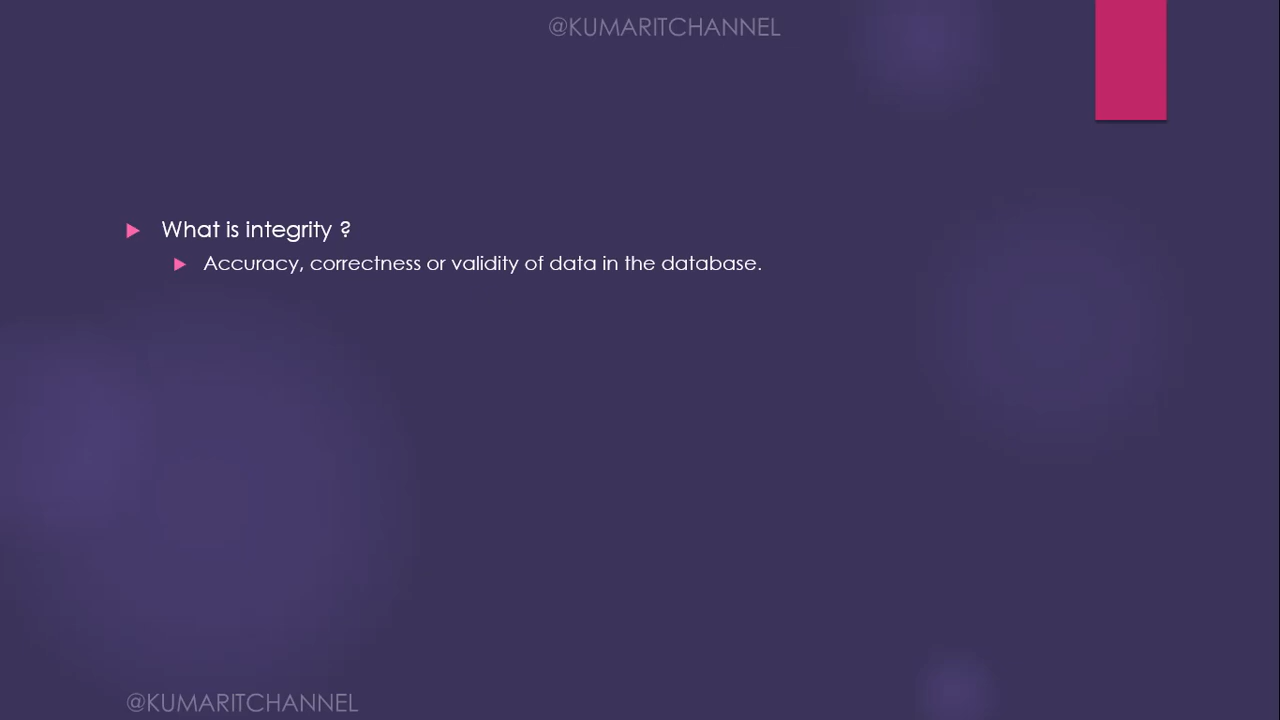 @KUMARITCHANNEL
What is integrity ?
Accuracy, correctness or validity of data in the database.
@KUMARITCHANNEL